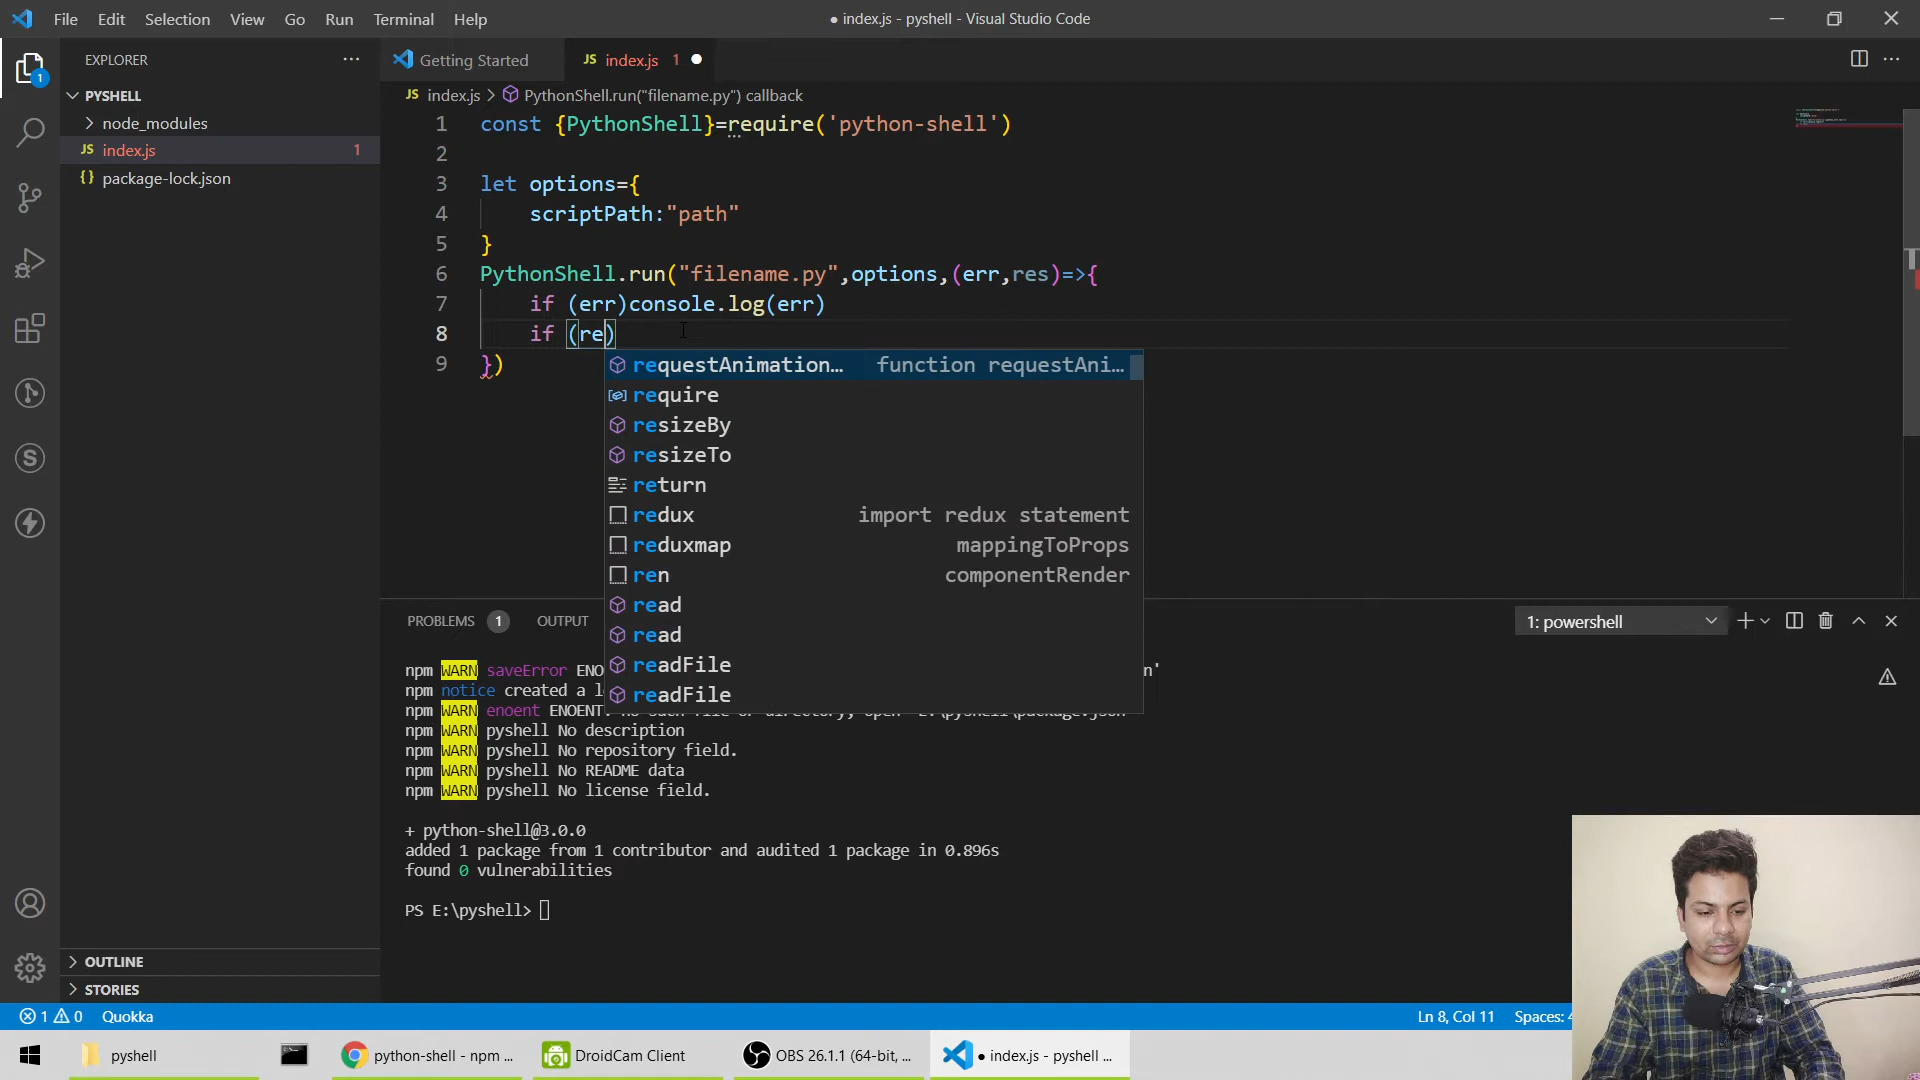 File Edit Selection View Go Run Terminal Help
● index.js - pyshell - Visual Studio Code
EXPLORER
Getting Started
JS index.js 1
PYSHELL
node_modules
JS index.js 1
{} package-lock.json
1
JS index.js > PythonShell.run("filename.py") callback
1 const {PythonShell}=require('python-shell')
2
3 let options={
4 scriptPath:"path"
5 }
6 PythonShell.run("filename.py",options,(err,res)=>{
7 if (err)console.log(err)
8 if (re)
9 })
requestAnimation… function requestAni…
require
resizeBy
resizeTo
return
redux import redux statement
reduxmap mappingToProps
ren componentRender
read
read
readFile
readFile
PROBLEMS 1 OUTPUT
1: powershell
npm WARN saveError
npm notice created a
npm WARN enoent ENOENT:
npm WARN pyshell No description
npm WARN pyshell No repository field.
npm WARN pyshell No README data
npm WARN pyshell No license field.
+ python-shell@3.0.0
added 1 package from 1 contributor and audited 1 package in 0.896s
found 0 vulnerabilities
PS E:\pyshell>
OUTLINE
STORIES
1 0 Quokka
Ln 8, Col 11 Spaces:
pyshell
python-shell - npm ...
DroidCam Client
OBS 26.1.1 (64-bit, ...
● index.js - pyshell ...